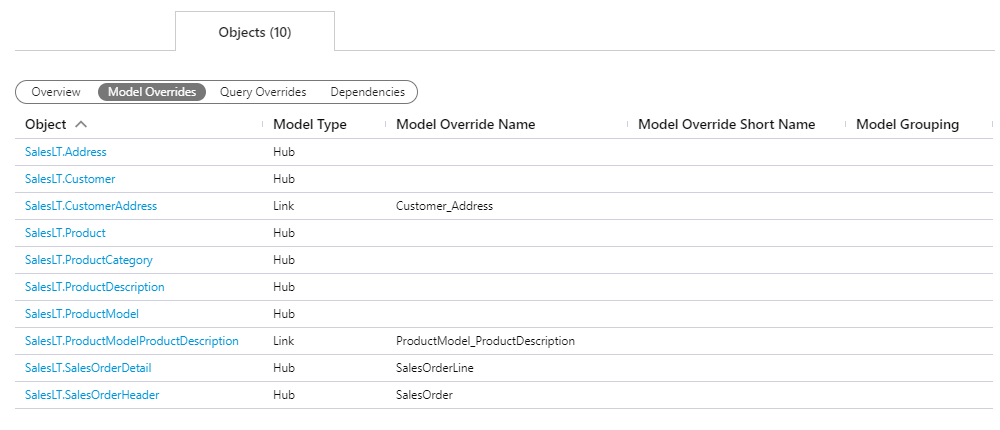 Objects (10)
Overview Model Overrides Query Overrides Dependencies
Object Model Type Model Override Name Model Override Short Name Model Grouping
SalesLT.Address Hub
SalesLT.Customer Hub
SalesLT.CustomerAddress Link Customer_Address
SalesLT.Product Hub
SalesLT.ProductCategory Hub
SalesLT.ProductDescription Hub
SalesLT.ProductModel Hub
SalesLT.ProductModelProductDescription Link ProductModel_ProductDescription
SalesLT.SalesOrderDetail Hub SalesOrderLine
SalesLT.SalesOrderHeader Hub SalesOrder